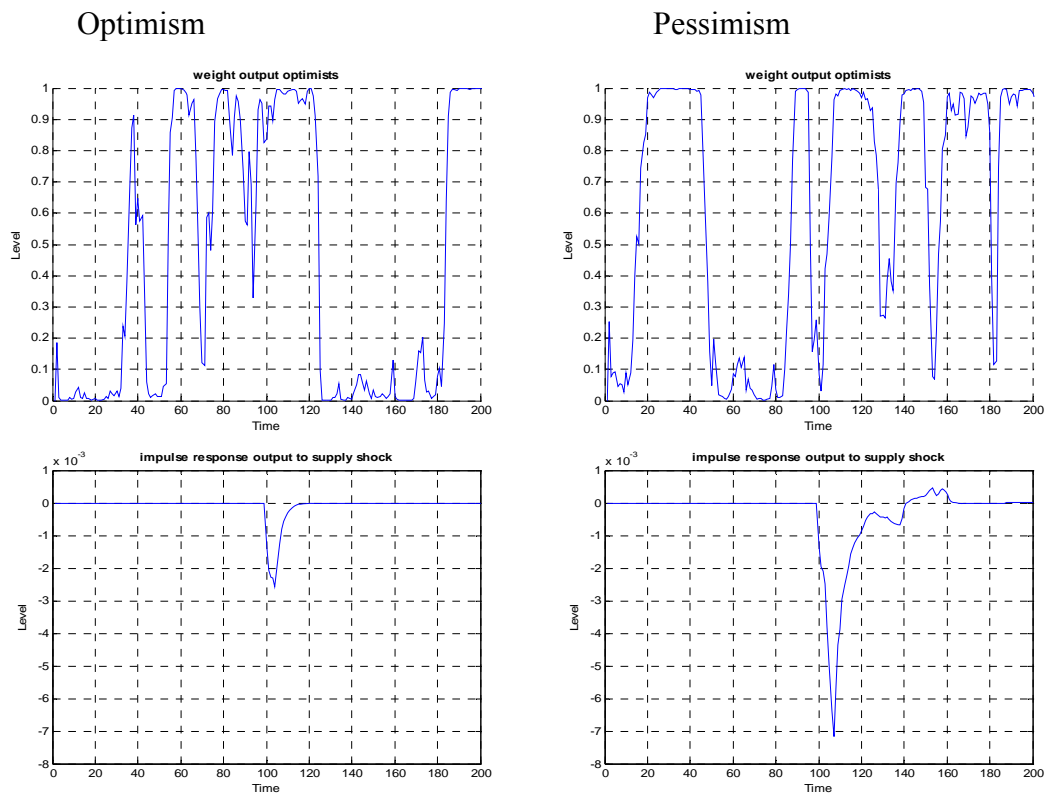 Optimism
Pessimism
weight output optimists
1
0.9
0.8
0.7
0.6
0.5
0.4
0.3
0.2
0.1
0
Level
0 20 40 60 80 100 120 140 160 180 200
Time
weight output optimists
1
0.9
0.8
0.7
0.6
0.5
0.4
0.3
0.2
0.1
0
Level
0 20 40 60 80 100 120 140 160 180 200
Time
impulse response output to supply shock
x 10^-3
1
0
-1
-2
-3
-4
-5
-6
-7
-8
Level
0 20 40 60 80 100 120 140 160 180 200
Time
impulse response output to supply shock
x 10^-3
1
0
-1
-2
-3
-4
-5
-6
-7
-8
Level
0 20 40 60 80 100 120 140 160 180 200
Time